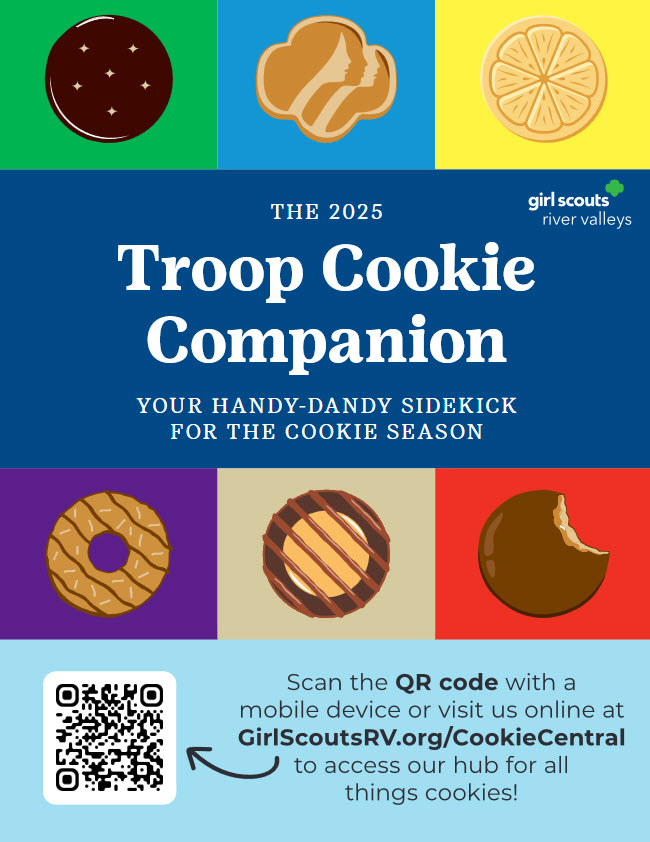 THE 2025
girl scouts
river valleys
Troop Cookie
Companion
YOUR HANDY-DANDY SIDEKICK
FOR THE COOKIE SEASON
Scan the QR code with a
mobile device or visit us online at
GirlScoutsRV.org/CookieCentral
to access our hub for all
things cookies!